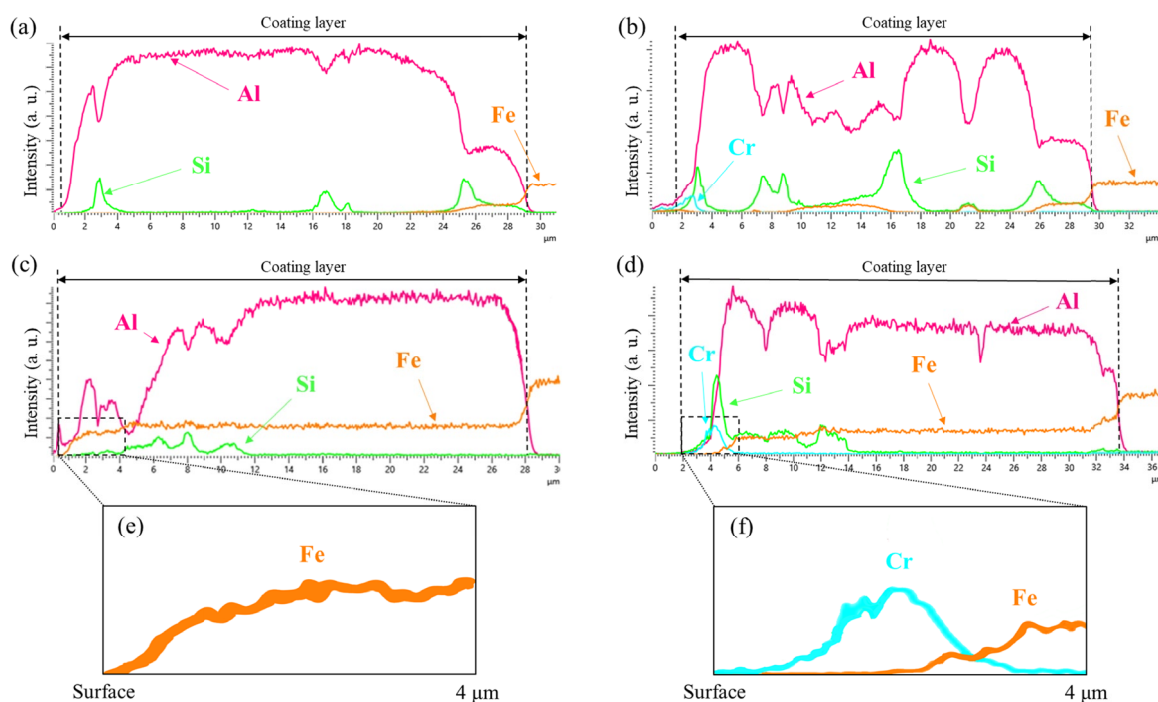 (a)
Coating layer
Intensity (a. u.)
Al
Fe
Si
0 2 4 6 8 10 12 14 16 18 20 22 24 26 28 30
μm
(b)
Coating layer
Intensity (a. u.)
Al
Fe
Cr
Si
0 2 4 6 8 10 12 14 16 18 20 22 24 26 28 30 32
μm
(c)
Coating layer
Intensity (a. u.)
Al
Fe
Si
0 2 4 6 8 10 12 14 16 18 20 22 24 26 28 30
μm
(d)
Coating layer
Intensity (a. u.)
Al
Cr
Si
Fe
0 2 4 6 8 10 12 14 16 18 20 22 24 26 28 30 32 34 36
μm
(e)
Fe
Surface
4 μm
(f)
Cr
Fe
Surface
4 μm